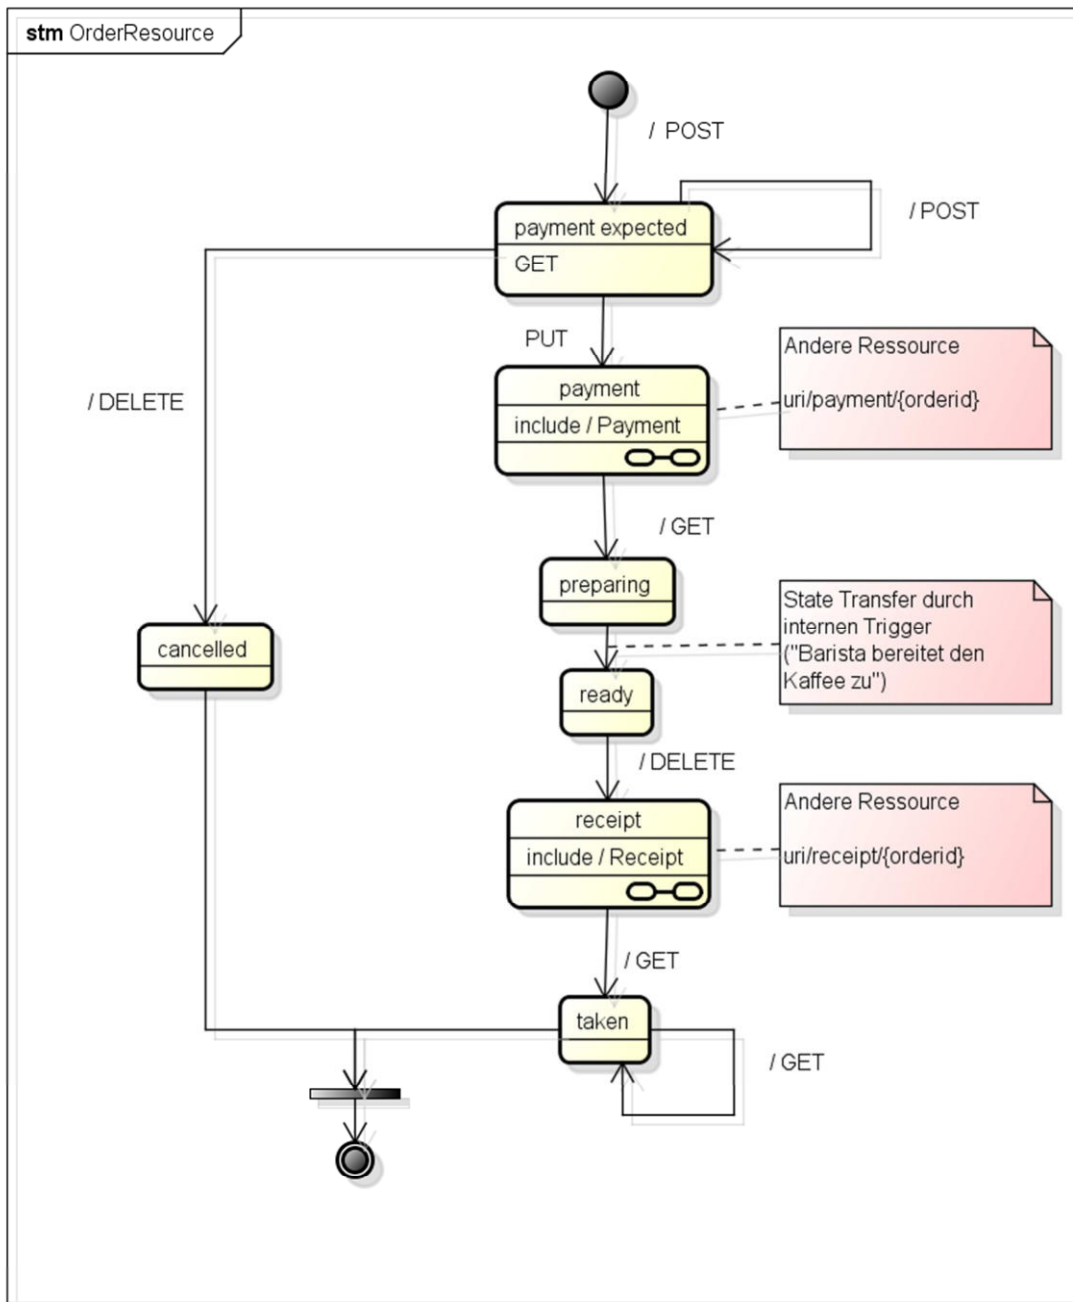 stm OrderResource
/ POST
payment expected
/ POST
GET
PUT
Andere Ressource
uri/payment/{orderid}
/ DELETE
payment
include / Payment
/ GET
preparing
State Transfer durch
internen Trigger
("Barista bereitet den
Kaffee zu")
cancelled
ready
/ DELETE
Andere Ressource
uri/receipt/{orderid}
receipt
include / Receipt
/ GET
taken
/ GET